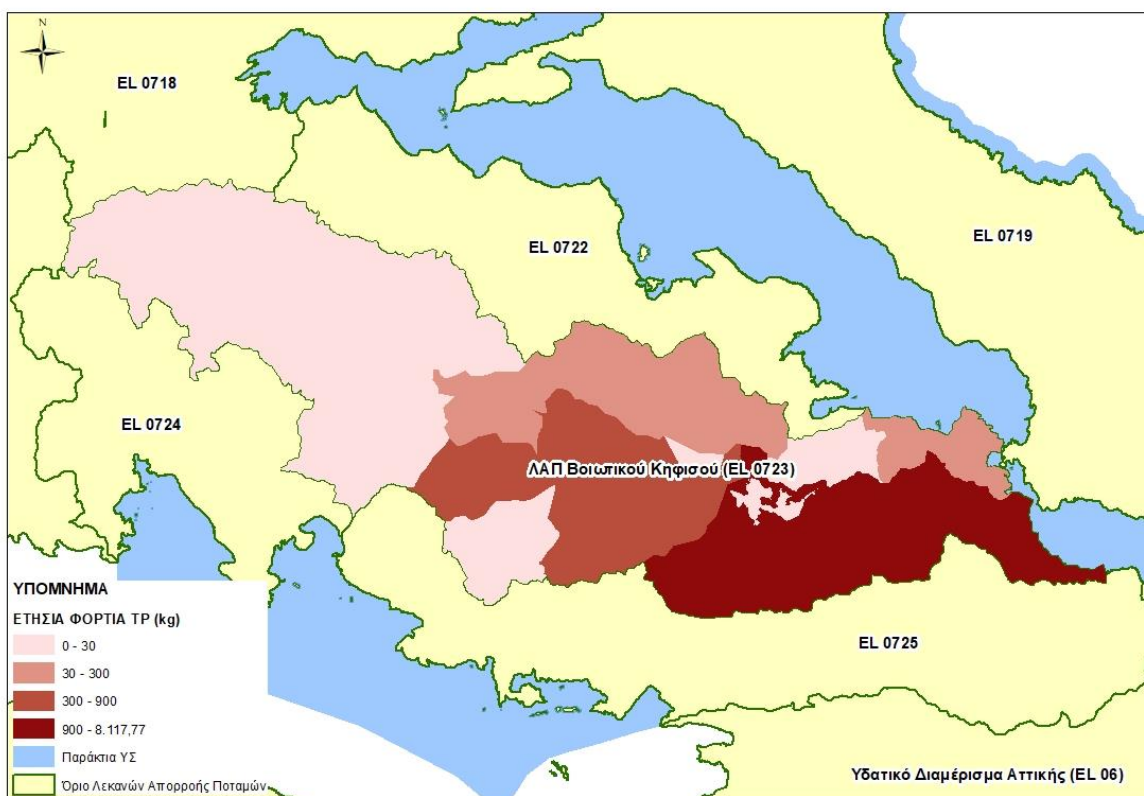 N
EL 0718
EL 0722
EL 0719
EL 0724
ΛΑΠ Βοιωτικού Κηφισού (EL 0723)
EL 0725
Υδατικό Διαμέρισμα Αττικής (EL 06)
ΥΠΟΜΝΗΜΑ
ΕΤΗΣΙΑ ΦΟΡΤΙΑ TP (kg)
0 - 30
30 - 300
300 - 900
900 - 8.117,77
Παράκτια ΥΣ
Όριο Λεκανών Απορροής Ποταμών